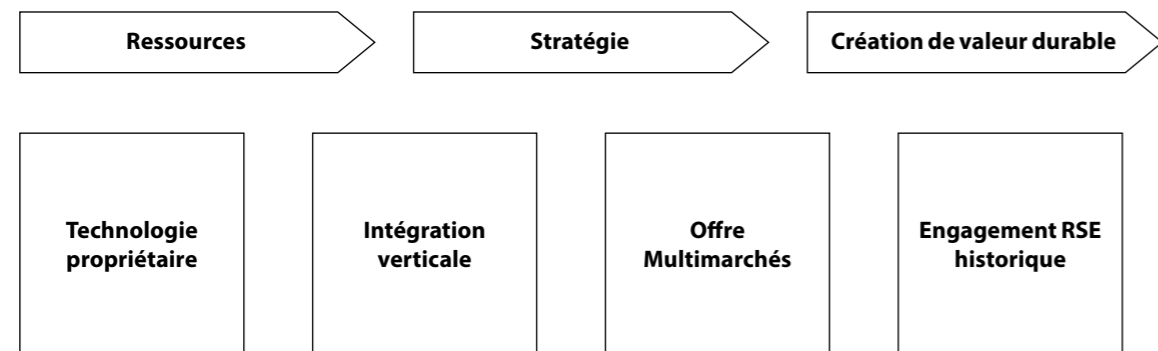 Ressources
Stratégie
Création de valeur durable
Technologie
propriétaire
Intégration
verticale
Offre
Multimarchés
Engagement RSE
historique